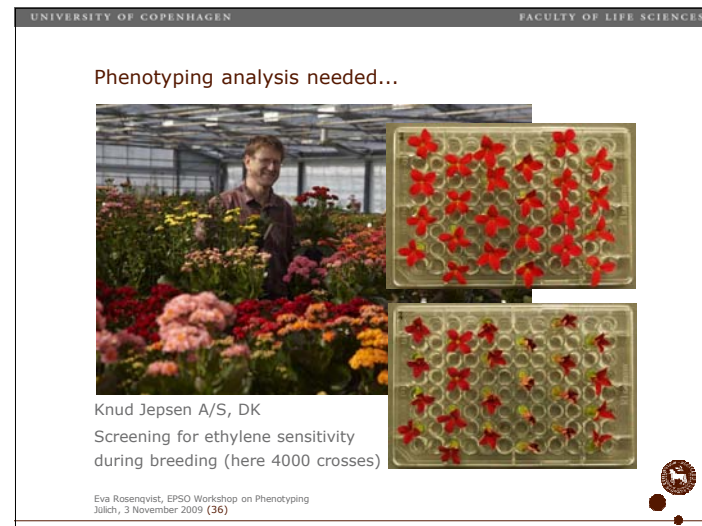 UNIVERSITY OF COPENHAGEN
FACULTY OF LIFE SCIENCES
Phenotyping analysis needed...
Knud Jepsen A/S, DK
Screening for ethylene sensitivity
during breeding (here 4000 crosses)
Eva Rosenqvist, EPSO Workshop on Phenotyping
Jülich, 3 November 2009 (36)